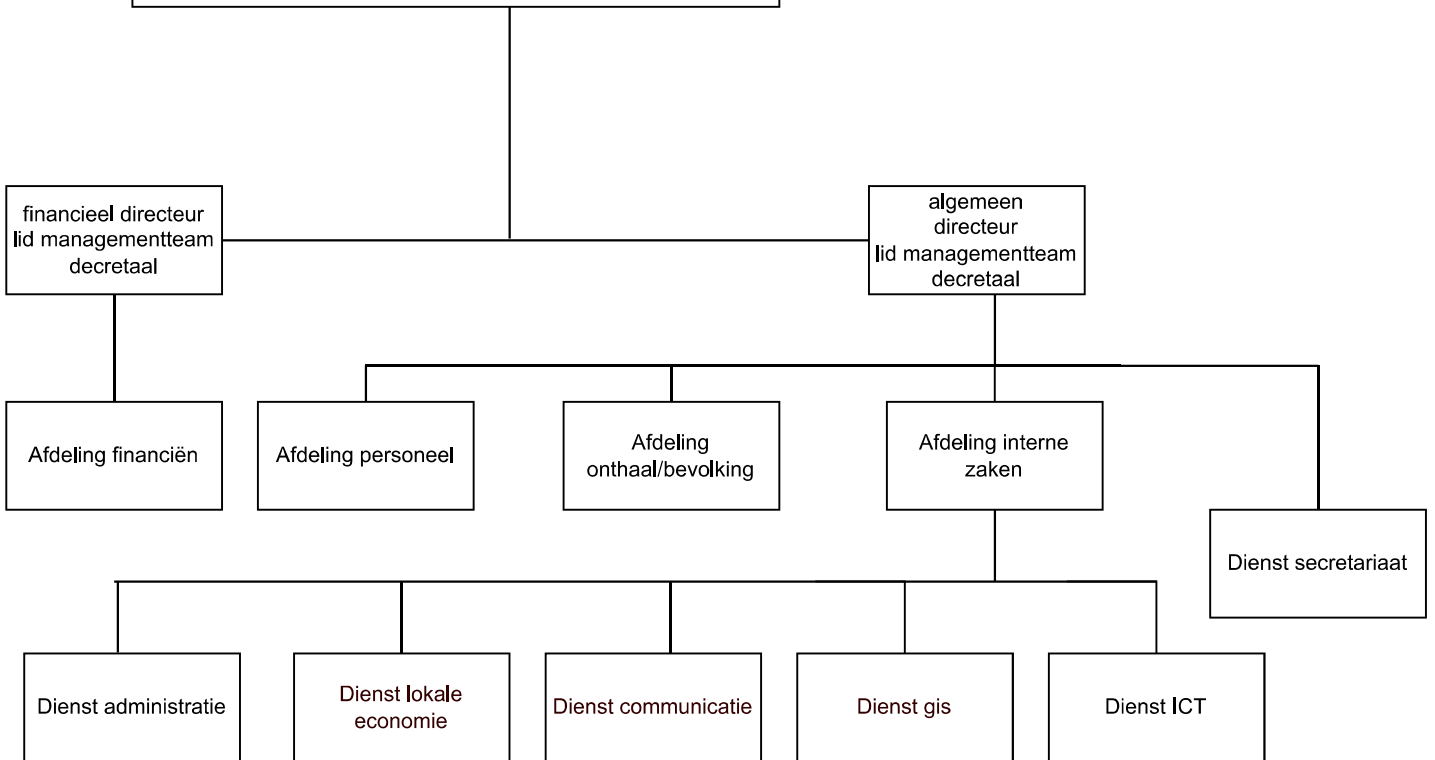 financieel directeur
lid managementteam
decretaal
algemeen
directeur
lid managementteam
decretaal
Afdeling financiën
Afdeling personeel
Afdeling
onthaal/bevolking
Afdeling interne
zaken
Dienst secretariaat
Dienst administratie
Dienst lokale
economie
Dienst communicatie
Dienst gis
Dienst ICT